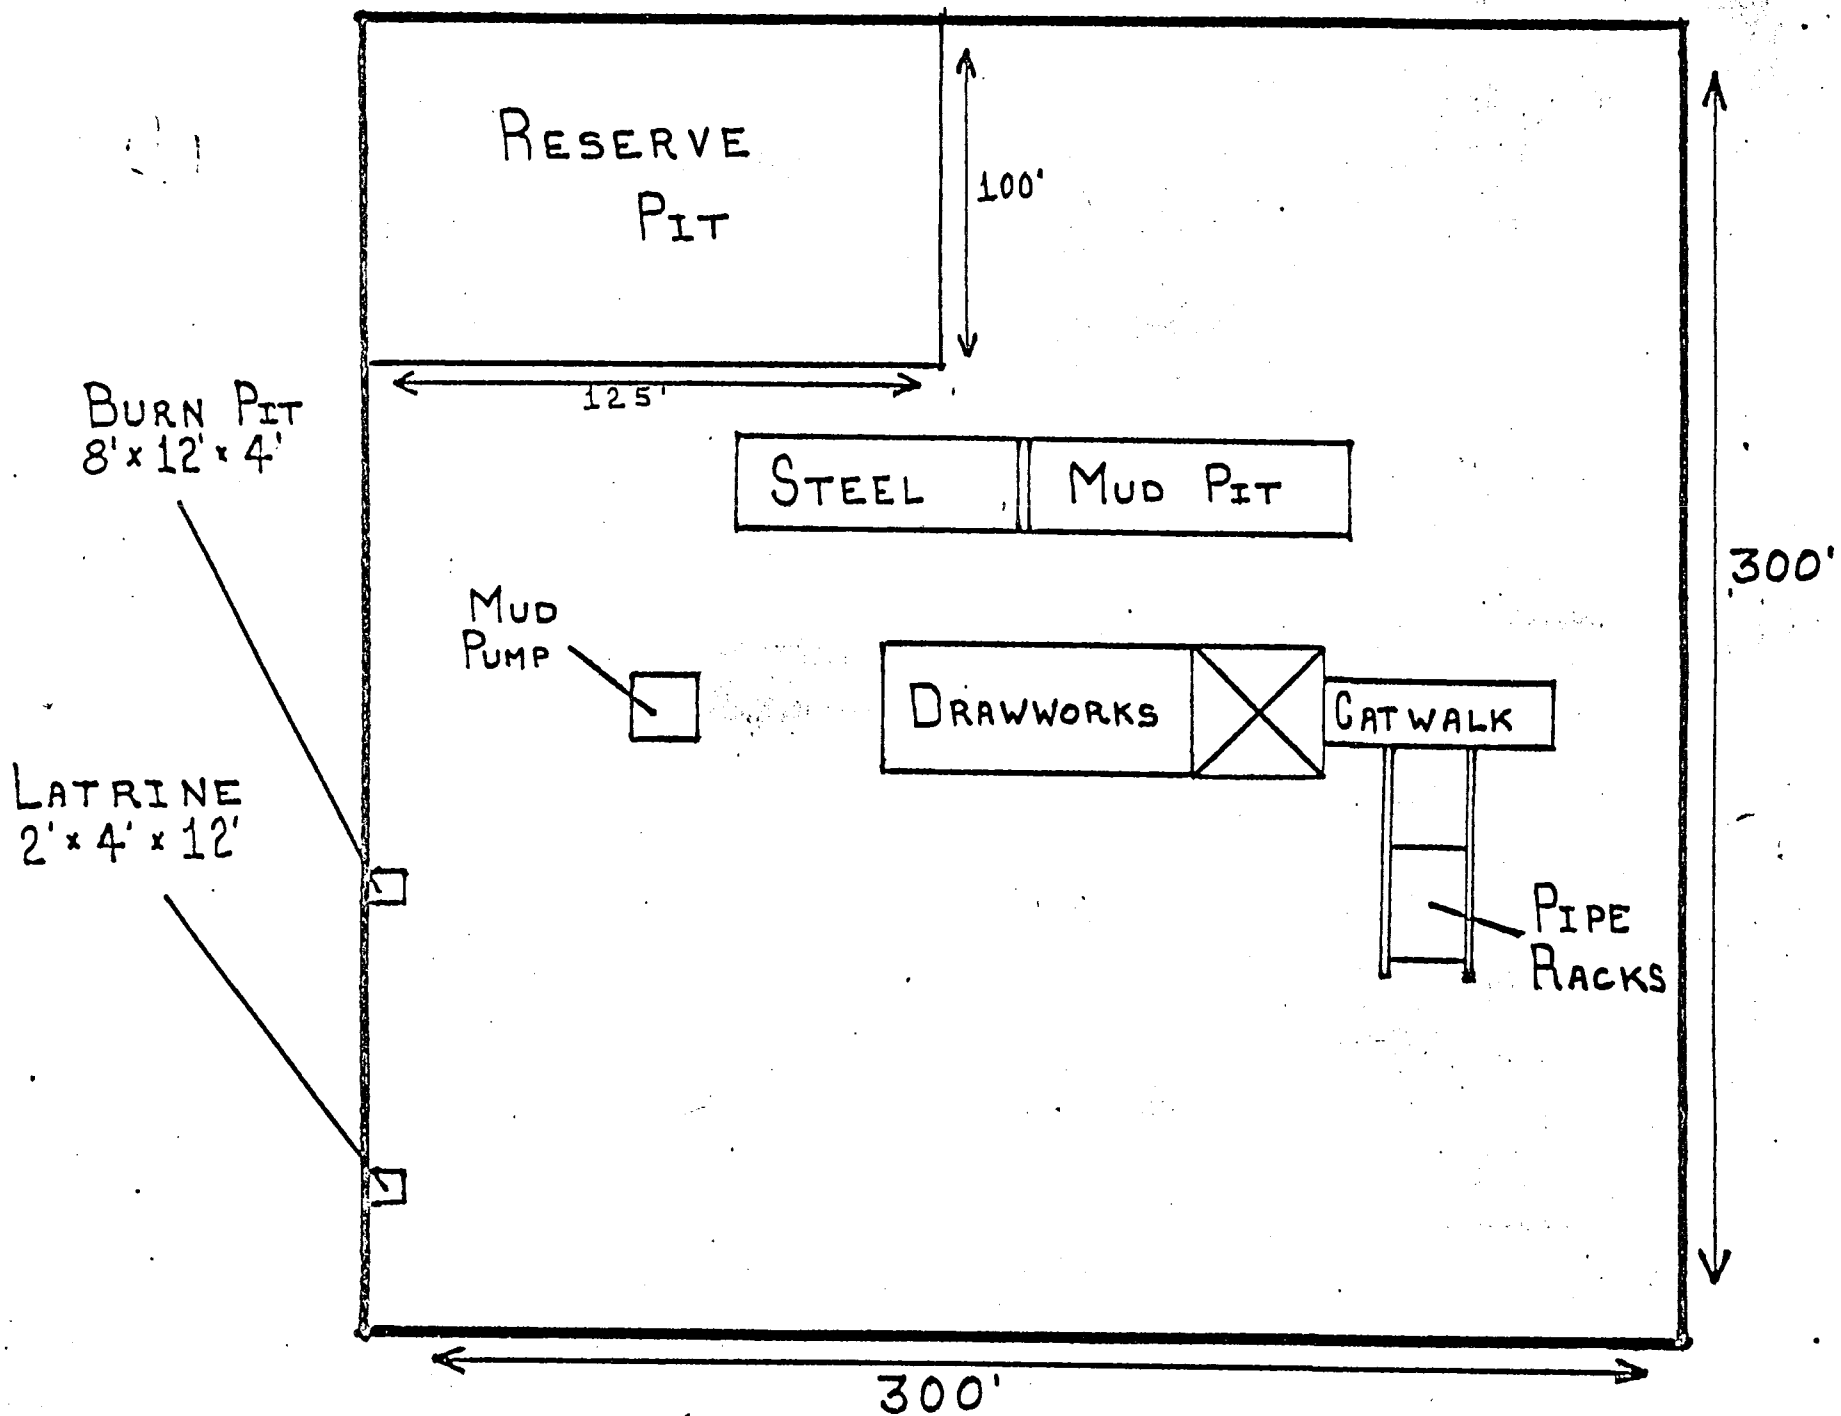 RESERVE
PIT
100'
125'
BURN PIT
8' x 12' x 4'
STEEL
MUD PIT
300'
MUD
PUMP
DRAWWORKS
CATWALK
LATRINE
2' x 4' x 12'
PIPE
RACKS
300'